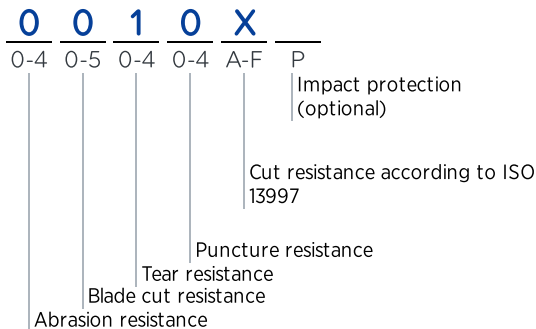 0 0 1 0 X
0-4 0-5 0-4 0-4 A-F P
Impact protection
(optional)
Cut resistance according to ISO
13997
Puncture resistance
Tear resistance
Blade cut resistance
Abrasion resistance